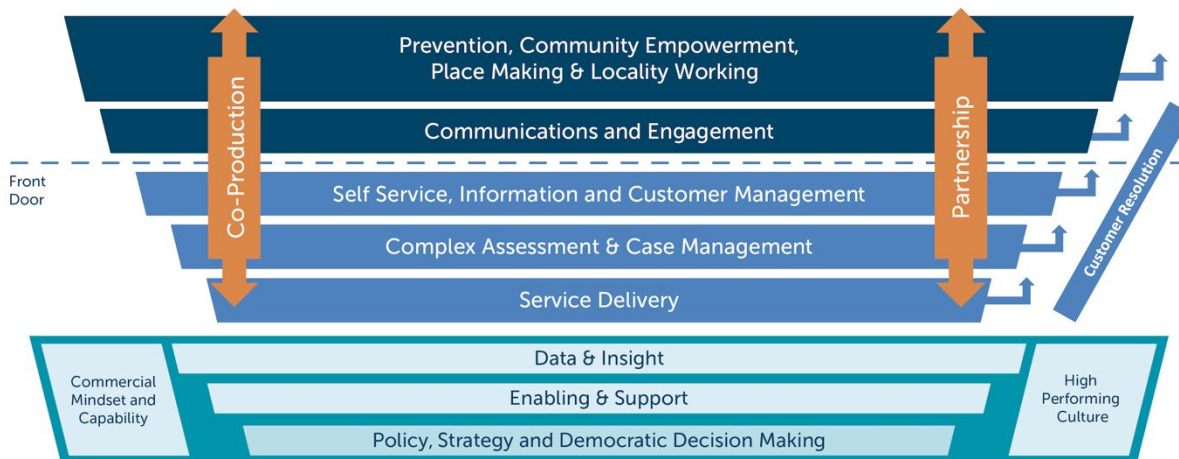 Prevention, Community Empowerment,
Place Making & Locality Working
Communications and Engagement
Front
Door
Self Service, Information and Customer Management
Complex Assessment & Case Management
Service Delivery
Co-Production
Partnership
Customer Resolution
Commercial
Mindset and
Capability
Data & Insight
Enabling & Support
Policy, Strategy and Democratic Decision Making
High
Performing
Culture